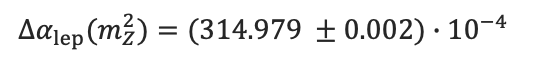 Δα_lep(m_Z^2) = (314.979 ± 0.002) · 10^−4